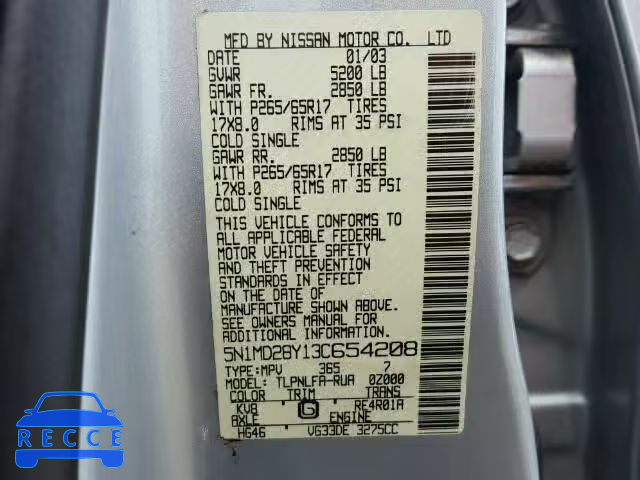 MFD BY NISSAN MOTOR CO. LTD
DATE 01/03
GVWR 5200 LB
GAWR FR. 2850 LB
WITH P265/65R17 TIRES
17X8.0 RIMS AT 35 PSI
COLD SINGLE
GAWR RR. 2850 LB
WITH P265/65R17 TIRES
17X8.0 RIMS AT 35 PSI
COLD SINGLE
THIS VEHICLE CONFORMS TO
ALL APPLICABLE FEDERAL
MOTOR VEHICLE SAFETY
AND THEFT PREVENTION
STANDARDS IN EFFECT
ON THE DATE OF
MANUFACTURE SHOWN ABOVE.
SEE OWNERS MANUAL
FOR ADDITIONAL INFO.
5N1MD28Y13C654208
TYPE: MPV 365 7
MODEL: TLPNLFA-RUA 0Z000
COLOR TRIM TRANS
KV8 G RE4R01A
AXLE ENGINE
HG46 VG33DE 3275CC
BidFax